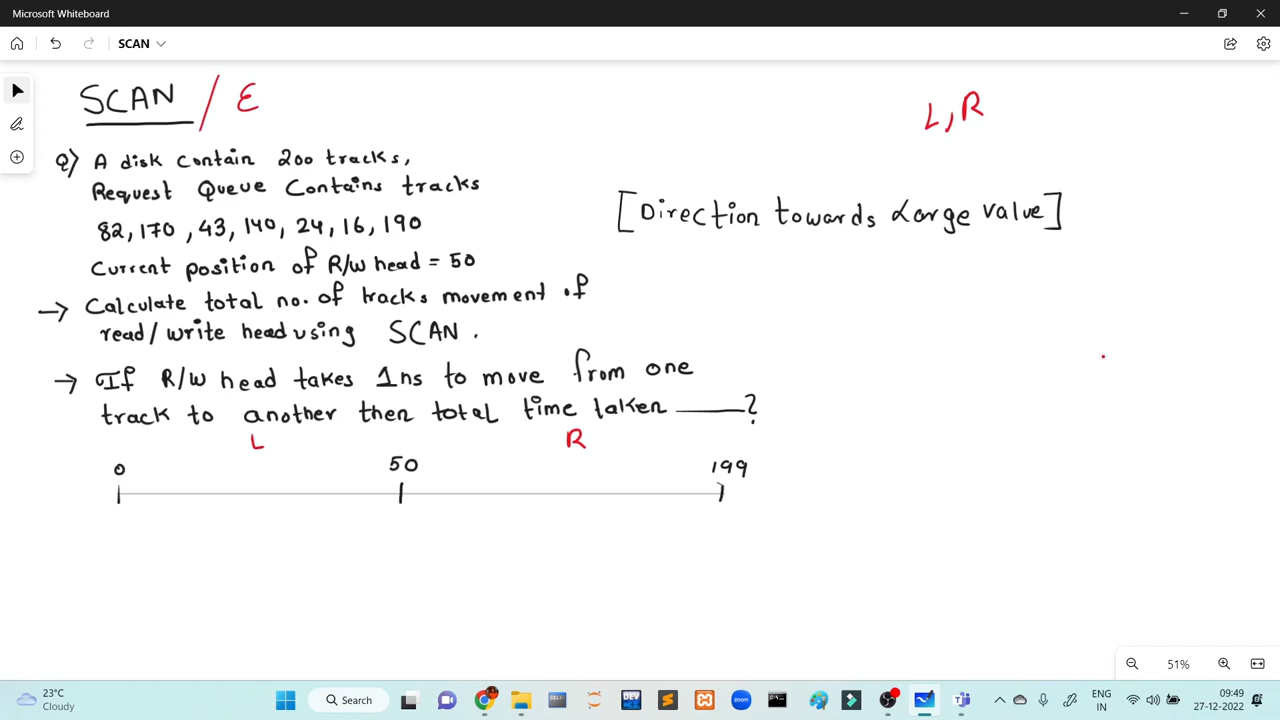 Microsoft Whiteboard
SCAN
SCAN / E
L, R
Q) A disk contain 200 tracks,
Request Queue Contains tracks
82, 170, 43, 140, 24, 16, 190
[Direction towards Large value]
Current position of R/W head = 50
→ Calculate total no. of tracks movement of
read/write head using SCAN.
→ If R/W head takes 1ns to move from one
track to another then total time taken ____?
L R
0 50 199
51%
23°C
Cloudy
Search
ENG
IN
09:49
27-12-2022
SQL
DEV
zoom